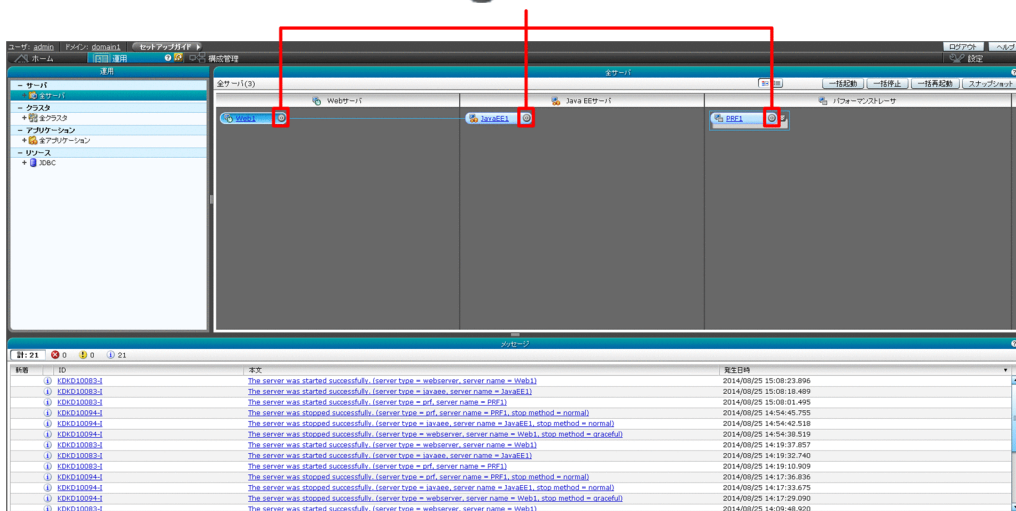 ユーザ: admin ドメイン: domain1 セットアップガイド ログアウト ヘルプ
ホーム 運用 構成管理 設定
運用
全サーバ
- サーバ
+ 全サーバ
- クラスタ
+ 全クラスタ
- アプリケーション
+ 全アプリケーション
- リソース
+ JDBC
全サーバ(3) 一括起動 一括停止 一括再起動 スナップショット
Webサーバ Java EEサーバ パフォーマンストレーサ
Web1 JavaEE1 PRF1
メッセージ
計: 21 0 0 21
新着 ID 本文 発生日時
KDKD10083-I The server was started successfully. (server type = webserver, server name = Web1) 2014/08/25 15:08:23.896
KDKD10083-I The server was started successfully. (server type = javaee, server name = JavaEE1) 2014/08/25 15:08:18.489
KDKD10083-I The server was started successfully. (server type = prf, server name = PRF1) 2014/08/25 15:08:01.495
KDKD10094-I The server was stopped successfully. (server type = prf, server name = PRF1, stop method = normal) 2014/08/25 14:54:45.755
KDKD10094-I The server was stopped successfully. (server type = javaee, server name = JavaEE1, stop method = normal) 2014/08/25 14:54:42.518
KDKD10094-I The server was stopped successfully. (server type = webserver, server name = Web1, stop method = graceful) 2014/08/25 14:54:38.519
KDKD10083-I The server was started successfully. (server type = webserver, server name = Web1) 2014/08/25 14:19:37.857
KDKD10083-I The server was started successfully. (server type = javaee, server name = JavaEE1) 2014/08/25 14:19:32.740
KDKD10083-I The server was started successfully. (server type = prf, server name = PRF1) 2014/08/25 14:19:10.909
KDKD10094-I The server was stopped successfully. (server type = prf, server name = PRF1, stop method = normal) 2014/08/25 14:17:36.836
KDKD10094-I The server was stopped successfully. (server type = javaee, server name = JavaEE1, stop method = normal) 2014/08/25 14:17:33.675
KDKD10094-I The server was stopped successfully. (server type = webserver, server name = Web1, stop method = graceful) 2014/08/25 14:17:29.090
KDKD10083-I The server was started successfully. (server type = webserver, server name = Web1) 2014/08/25 14:09:48.920